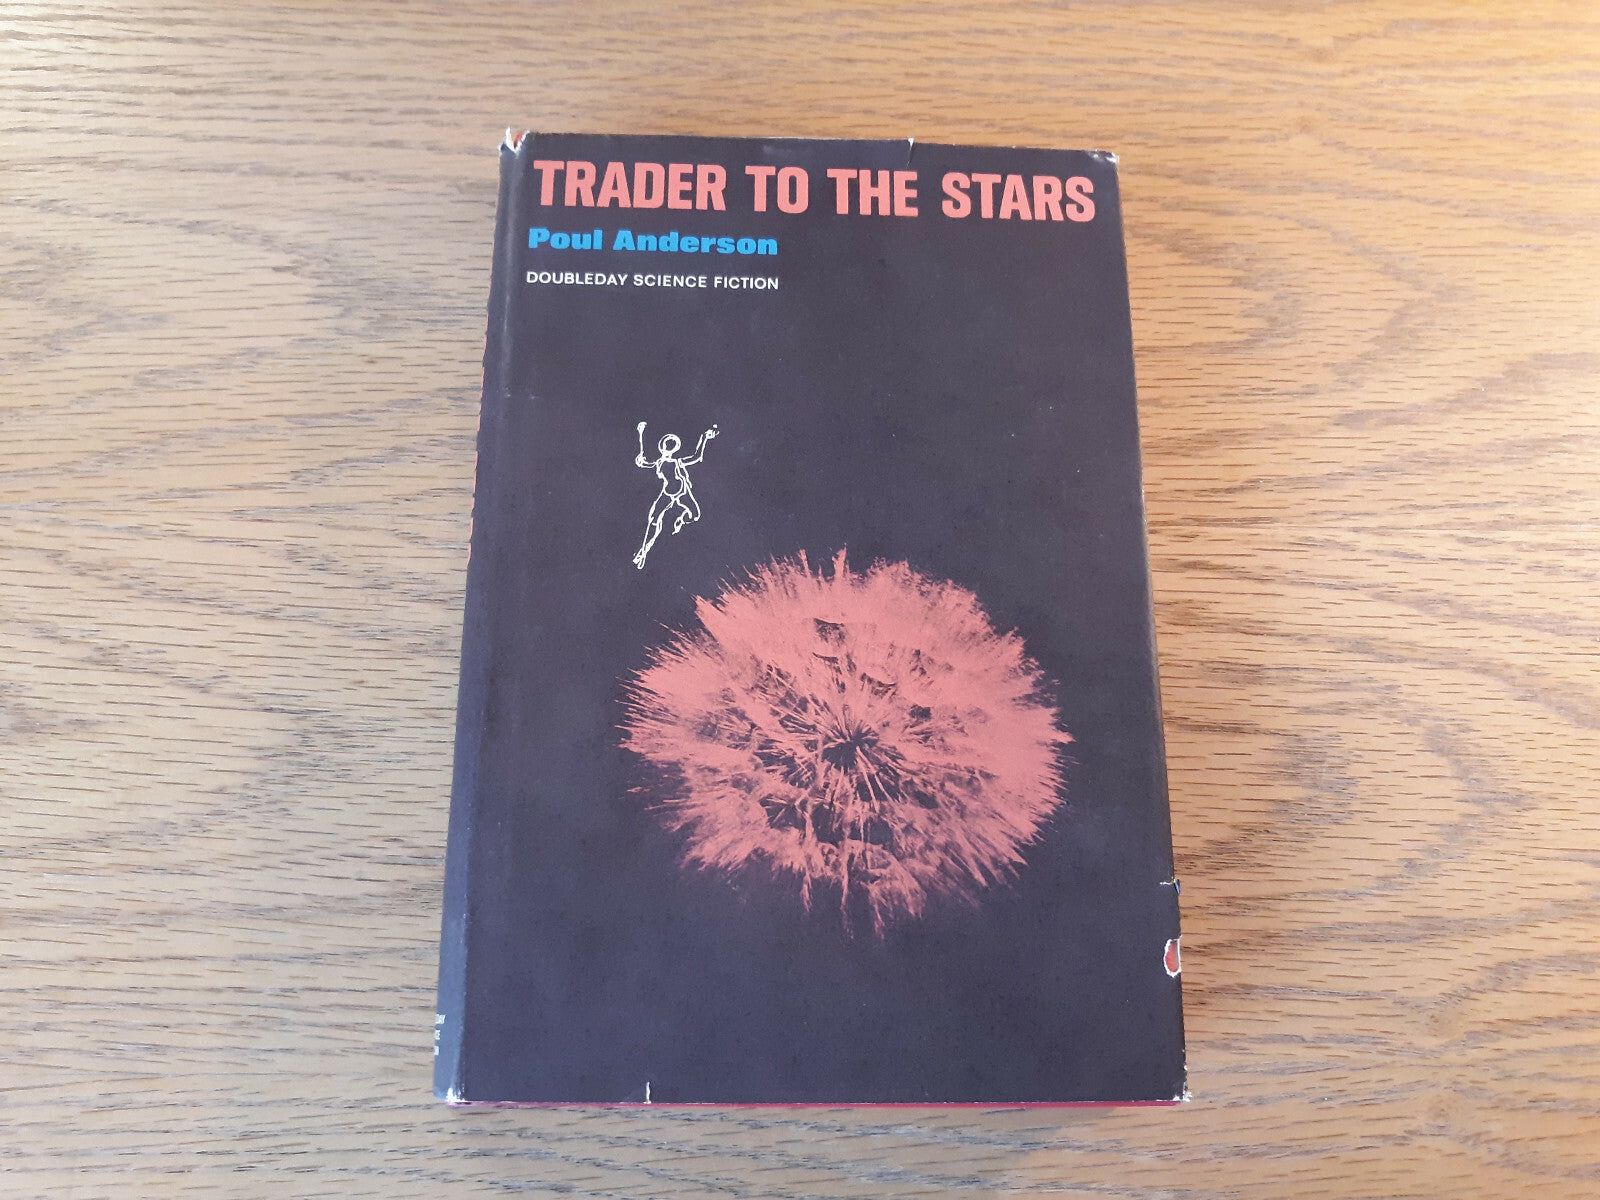 TRADER TO THE STARS
Poul Anderson
DOUBLEDAY SCIENCE FICTION